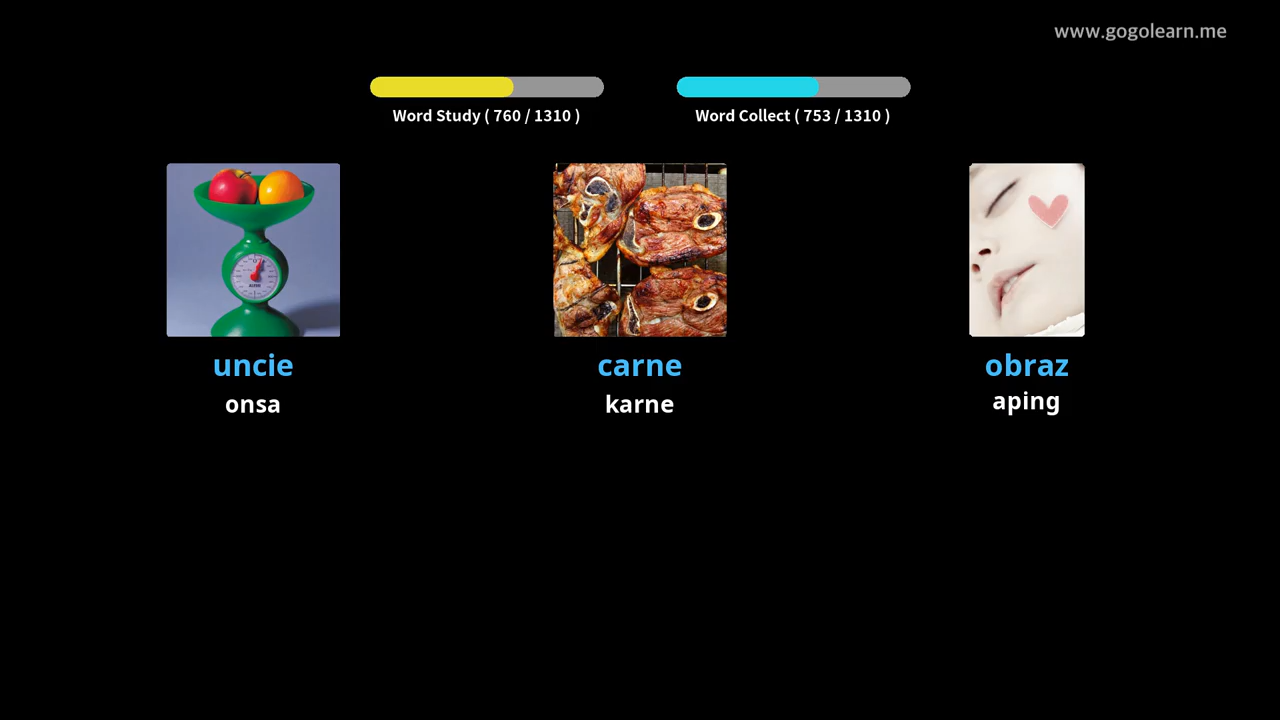 www.gogolearn.me
Word Study ( 760 / 1310 )
Word Collect ( 753 / 1310 )
uncie
onsa
carne
karne
obraz
aping